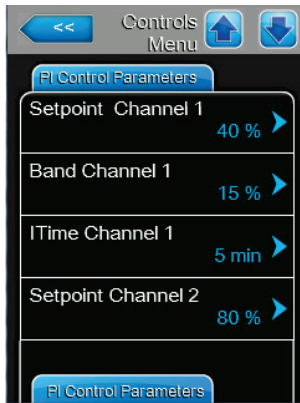 <<
Controls
Menu
PI Control Parameters
Setpoint Channel 1
40 %
Band Channel 1
15 %
ITime Channel 1
5 min
Setpoint Channel 2
80 %
PI Control Parameters